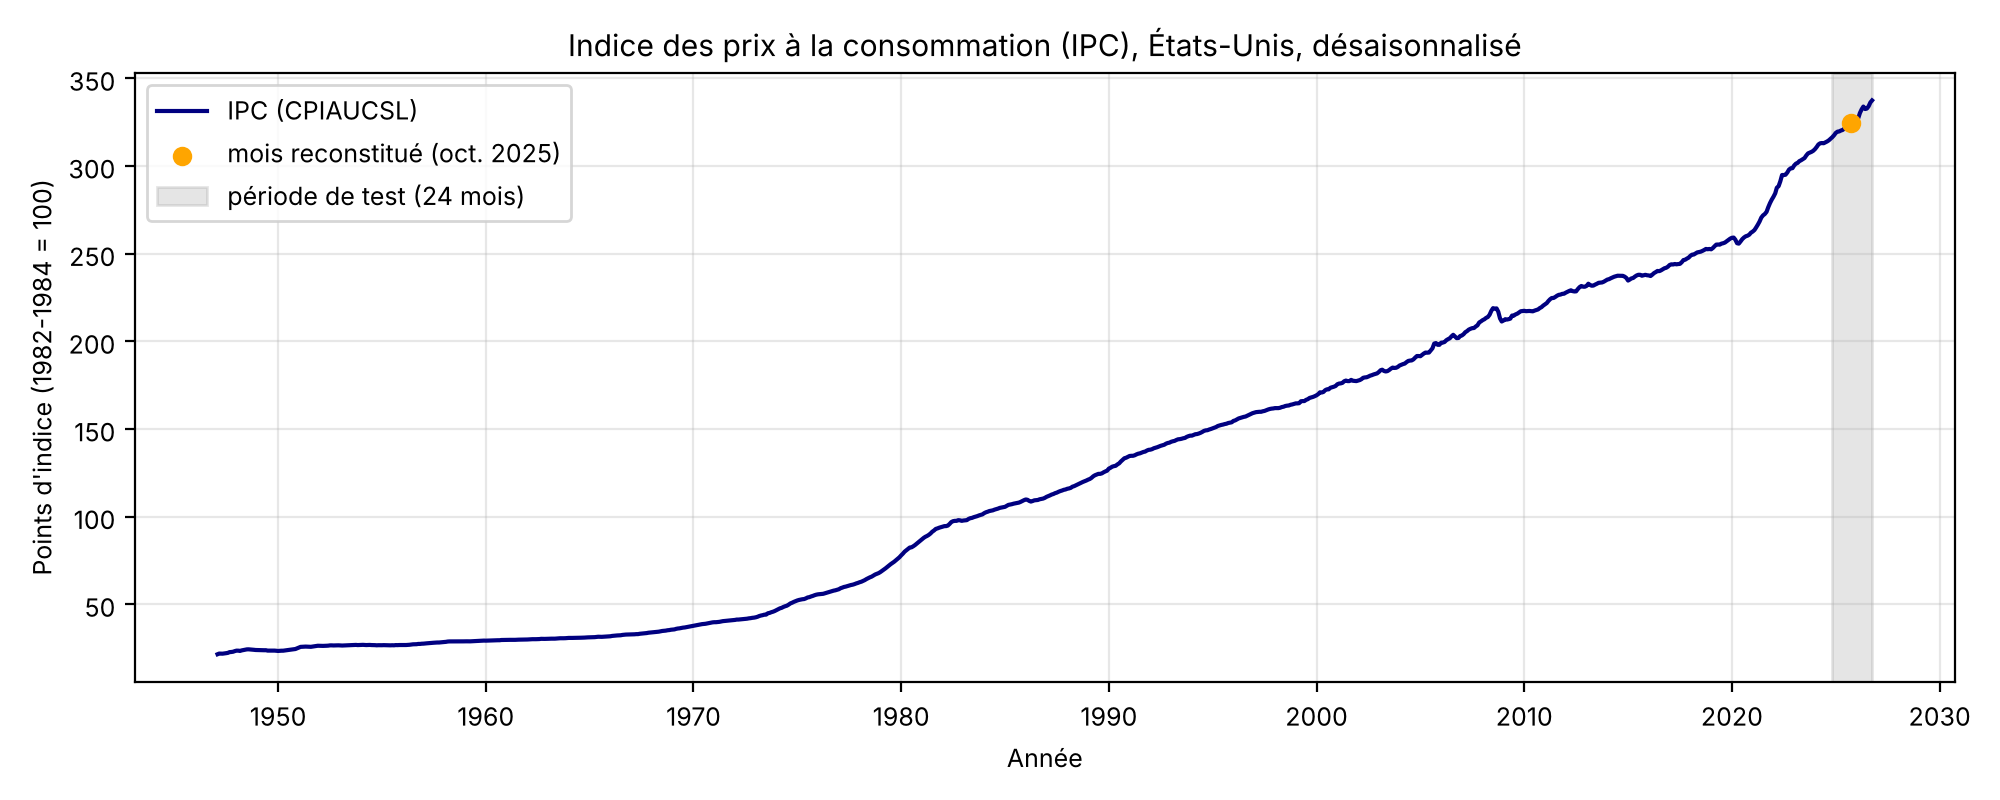 Indice des prix à la consommation (IPC), États-Unis, désaisonnalisé
IPC (CPIAUCSL)
mois reconstitué (oct. 2025)
période de test (24 mois)
Points d'indice (1982-1984 = 100)
350
300
250
200
150
100
50
1950 1960 1970 1980 1990 2000 2010 2020 2030
Année